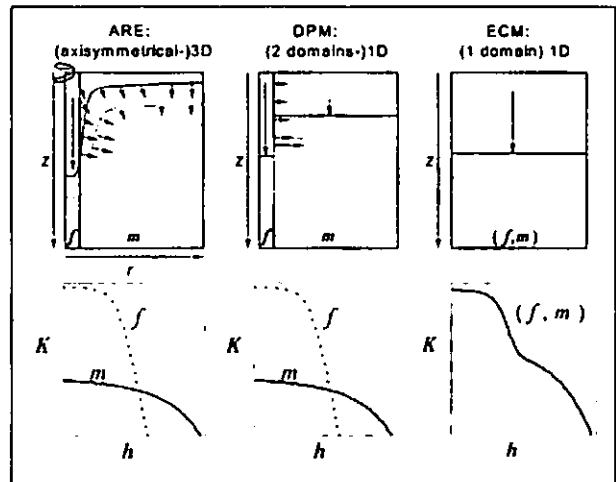 ARE: DPM: ECM:
(axisymmetrical-)3D (2 domains-)1D (1 domain) 1D
z z z
f m f m (f,m)
r
f f (f, m)
K K K
m m
h h h